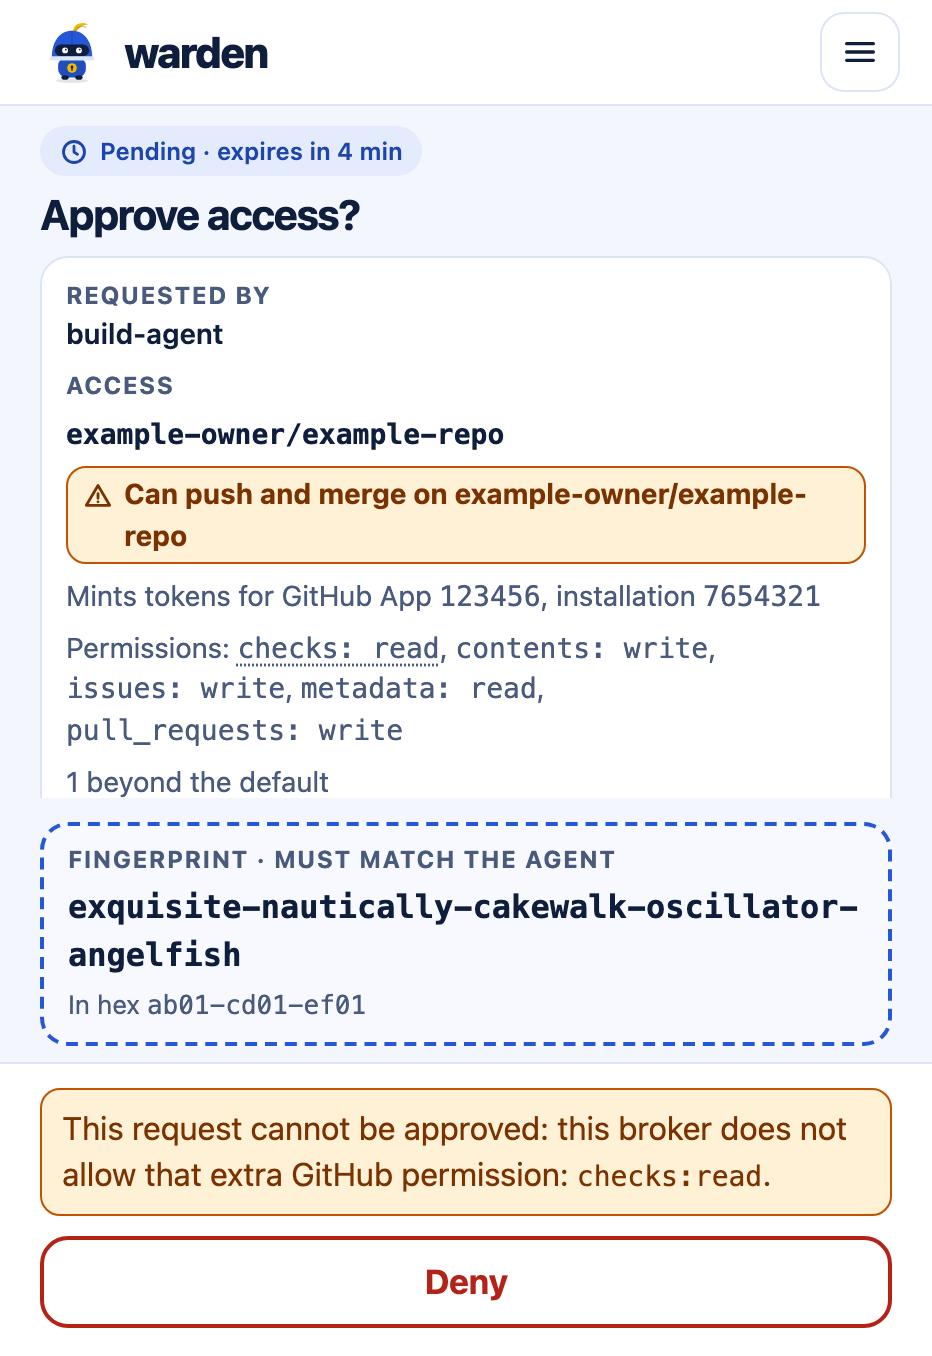 warden
Pending · expires in 4 min
Approve access?
REQUESTED BY
build-agent
ACCESS
example-owner/example-repo
Can push and merge on example-owner/example-
repo
Mints tokens for GitHub App 123456, installation 7654321
Permissions: checks: read, contents: write,
issues: write, metadata: read,
pull_requests: write
1 beyond the default
FINGERPRINT · MUST MATCH THE AGENT
exquisite-nautically-cakewalk-oscillator-
angelfish
In hex ab01-cd01-ef01
This request cannot be approved: this broker does not
allow that extra GitHub permission: checks:read.
Deny